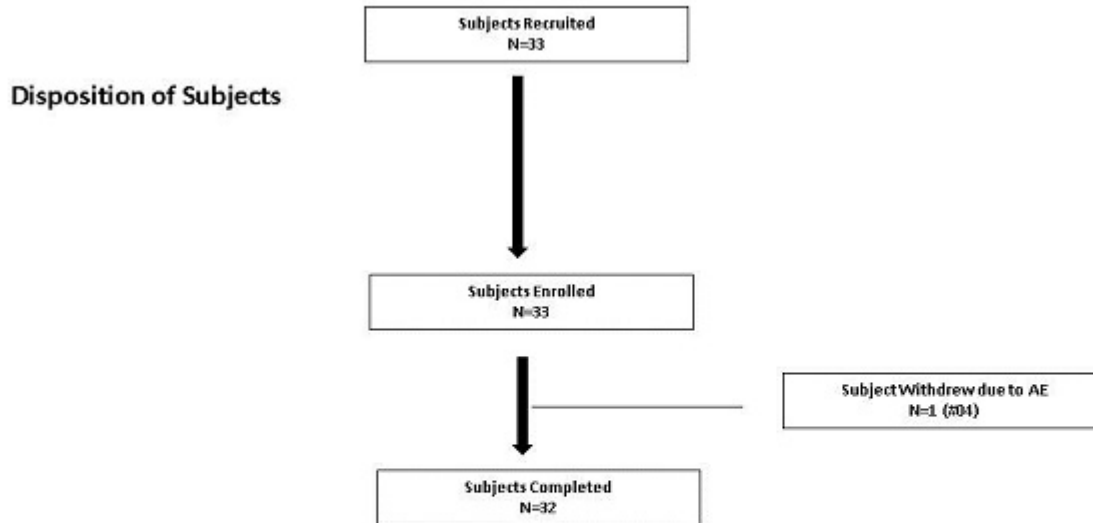 Subjects Recruited
N=33
Disposition of Subjects
Subjects Enrolled
N=33
Subject Withdrew due to AE
N=1 (#04)
Subjects Completed
N=32